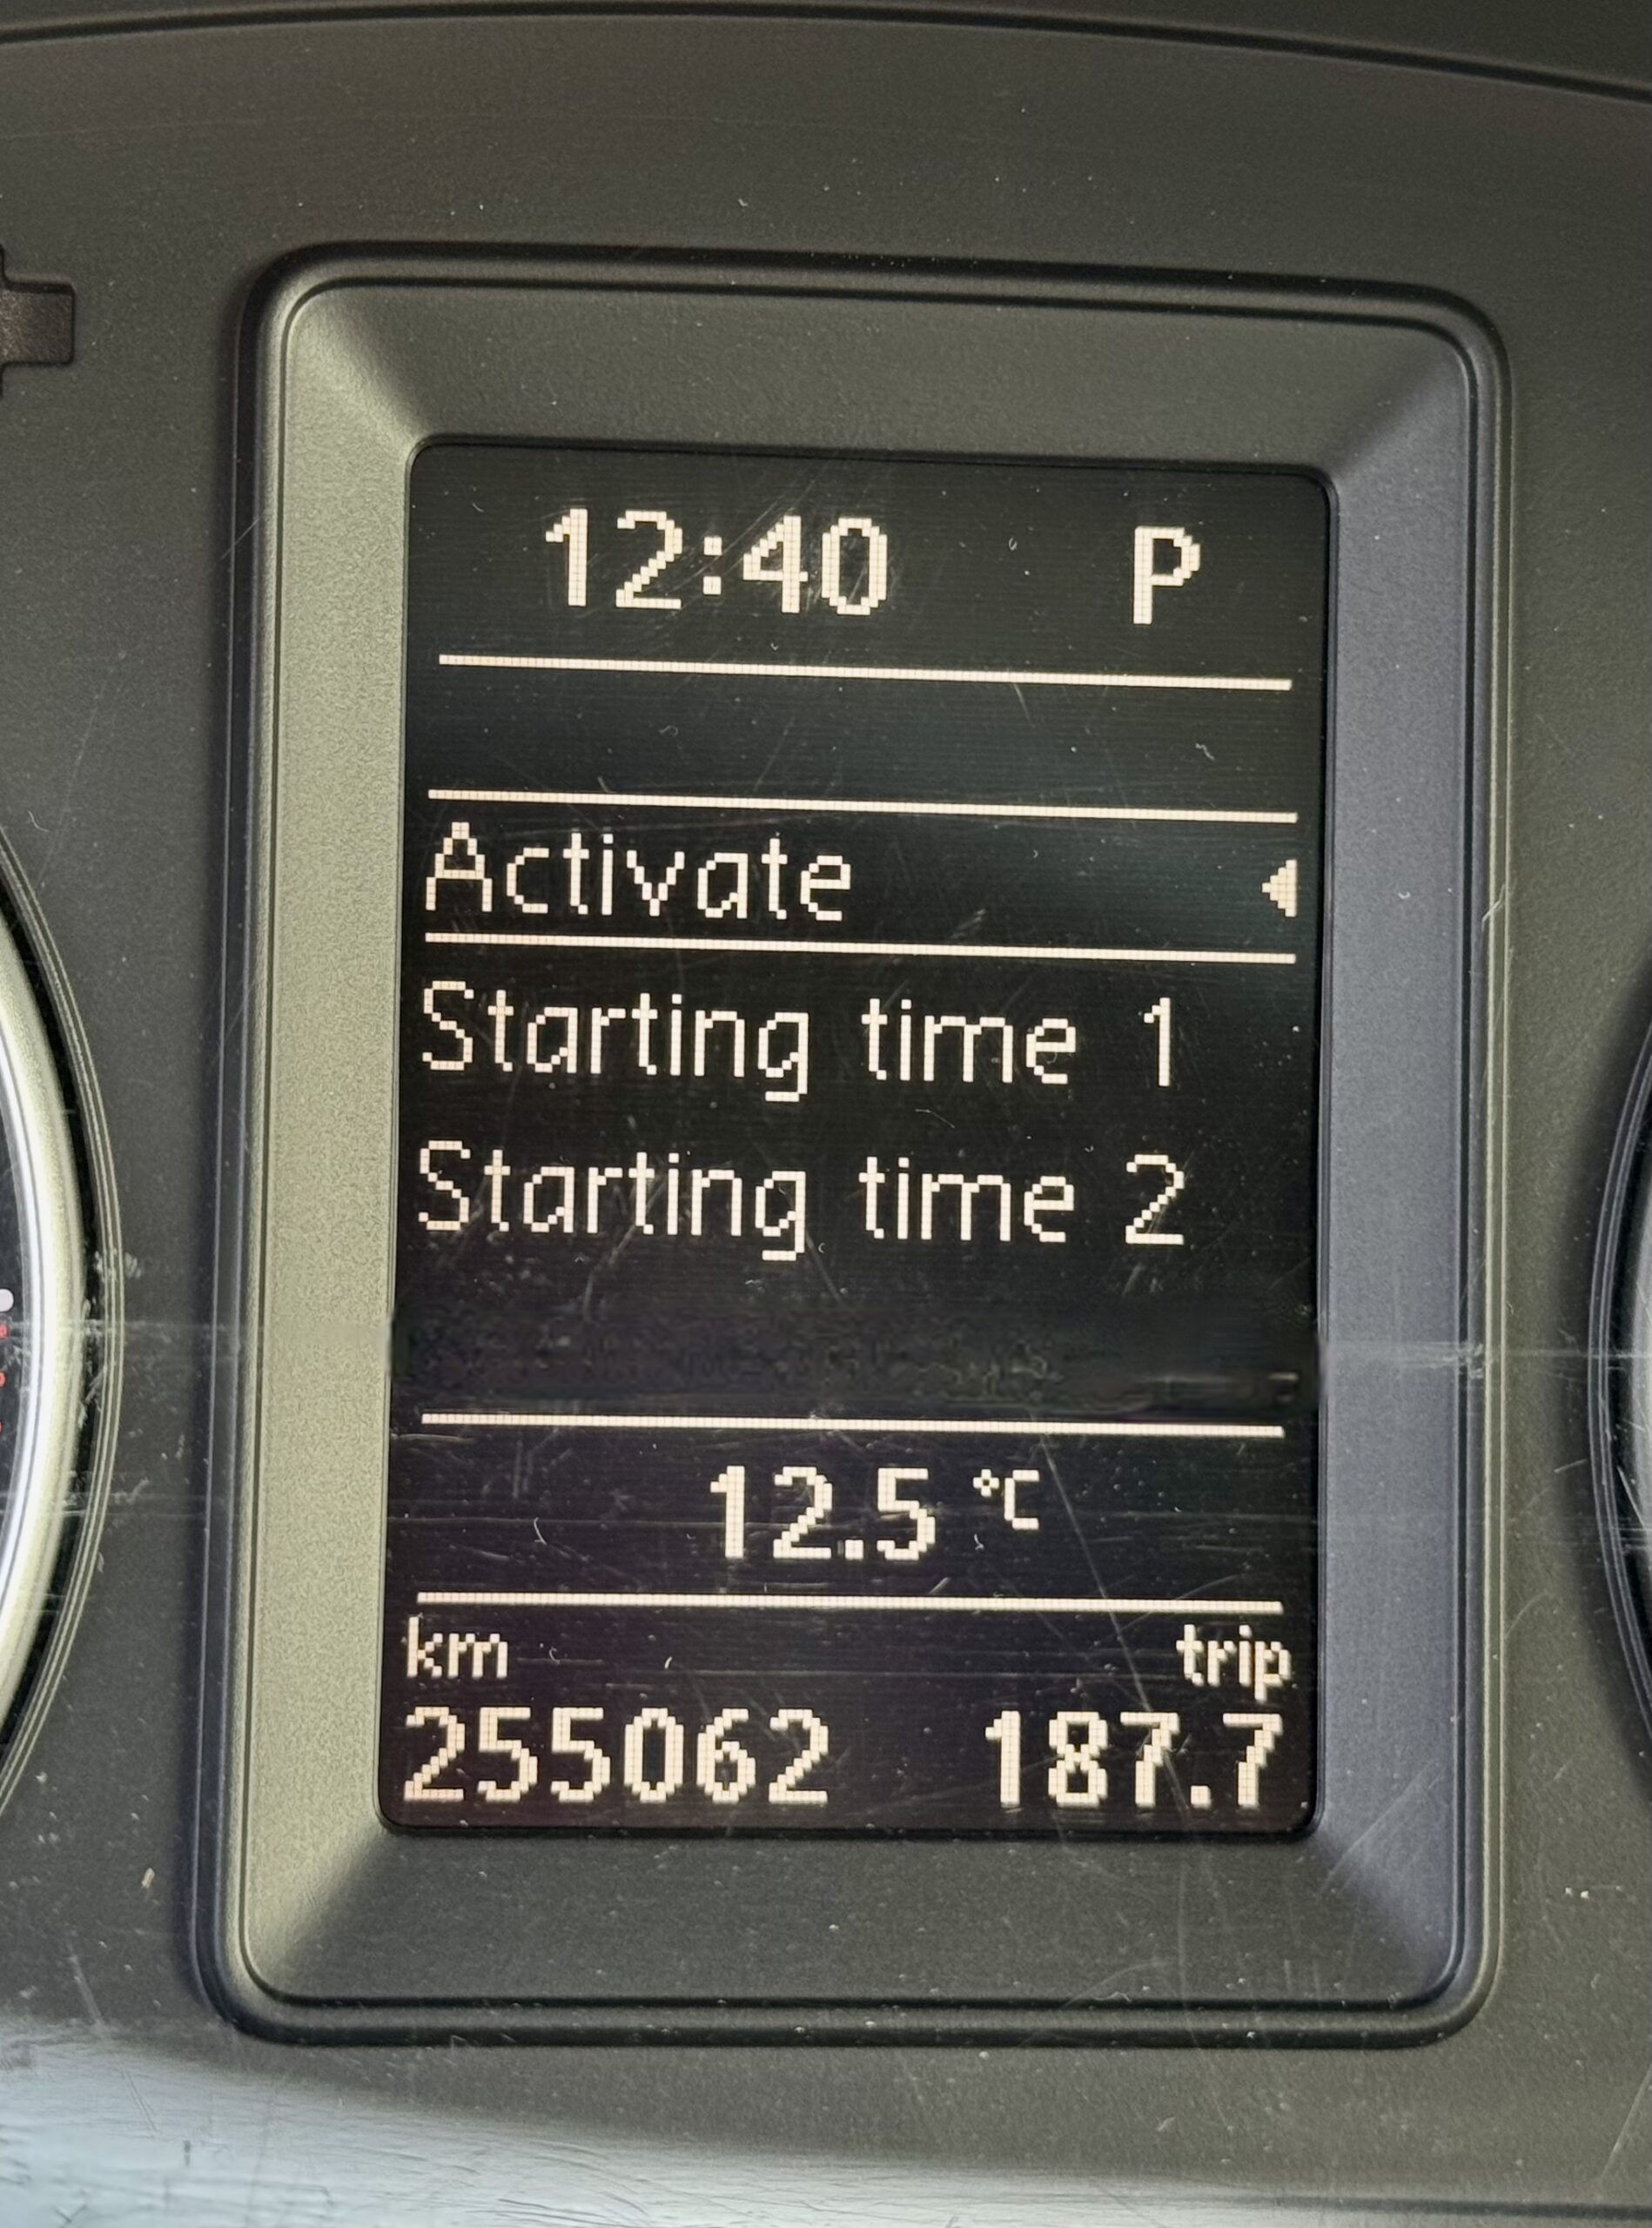 12:40 P
Activate
Starting time 1
Starting time 2
12.5 °C
km trip
255062 187.7